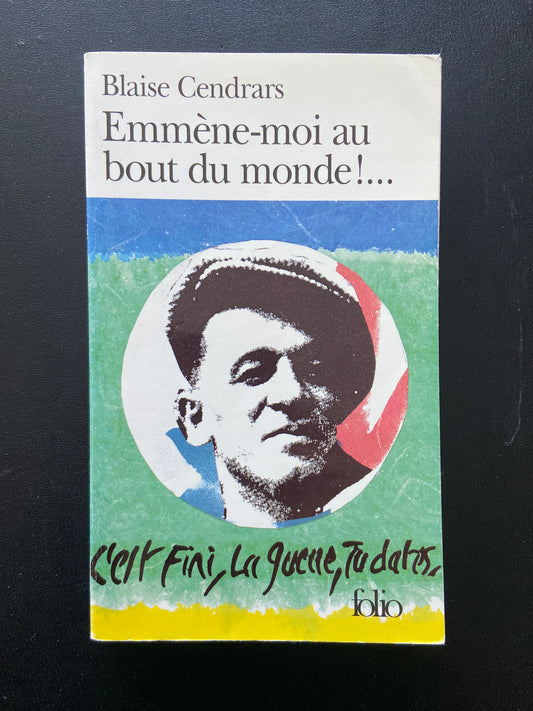 Blaise Cendrars
Emmène-moi au
bout du monde!...
C'est Fini, La guerre, Tu dates.
folio